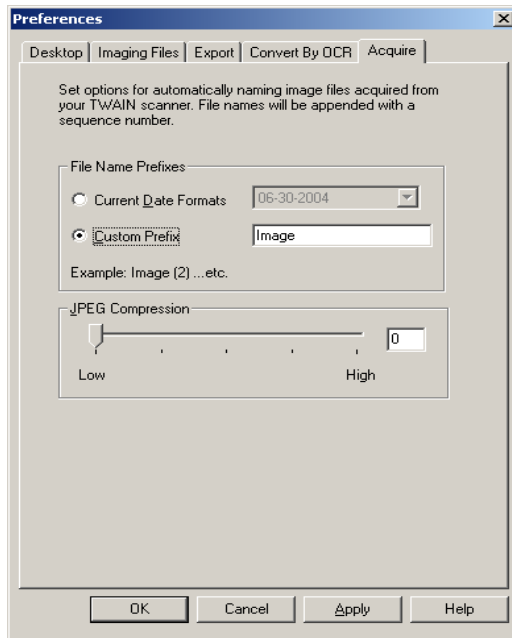 Preferences
Desktop Imaging Files Export Convert By OCR Acquire
Set options for automatically naming image files acquired from
your TWAIN scanner. File names will be appended with a
sequence number.
File Name Prefixes
Current Date Formats 06-30-2004
Custom Prefix Image
Example: Image (2) ...etc.
JPEG Compression
0
Low High
OK Cancel Apply Help